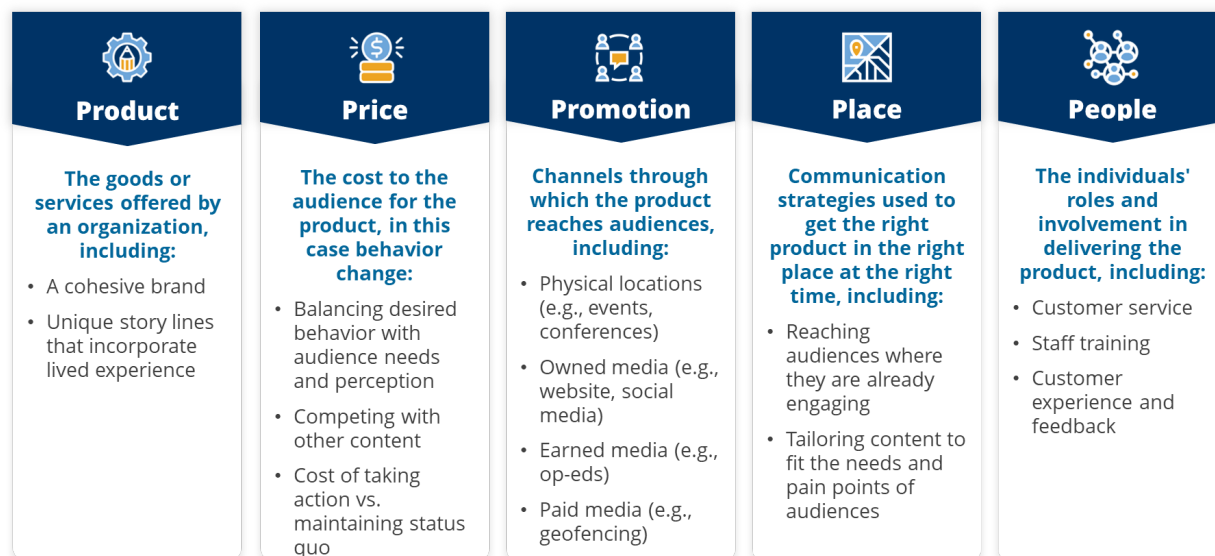 Product
The goods or
services offered by
an organization,
including:
• A cohesive brand
• Unique story lines
that incorporate
lived experience
Price
The cost to the
audience for the
product, in this
case behavior
change:
• Balancing desired
behavior with
audience needs
and perception
• Competing with
other content
• Cost of taking
action vs.
maintaining status
quo
Promotion
Channels through
which the product
reaches audiences,
including:
• Physical locations
(e.g., events,
conferences)
• Owned media (e.g.,
website, social
media)
• Earned media (e.g.,
op-eds)
• Paid media (e.g.,
geofencing)
Place
Communication
strategies used to
get the right
product in the right
place at the right
time, including:
• Reaching
audiences where
they are already
engaging
• Tailoring content to
fit the needs and
pain points of
audiences
People
The individuals'
roles and
involvement in
delivering the
product, including:
• Customer service
• Staff training
• Customer
experience and
feedback